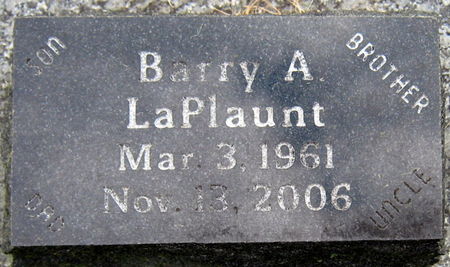 SON
BROTHER
Barry A.
LaPlaunt
Mar. 3, 1961
Nov. 13, 2006
DAD
UNCLE